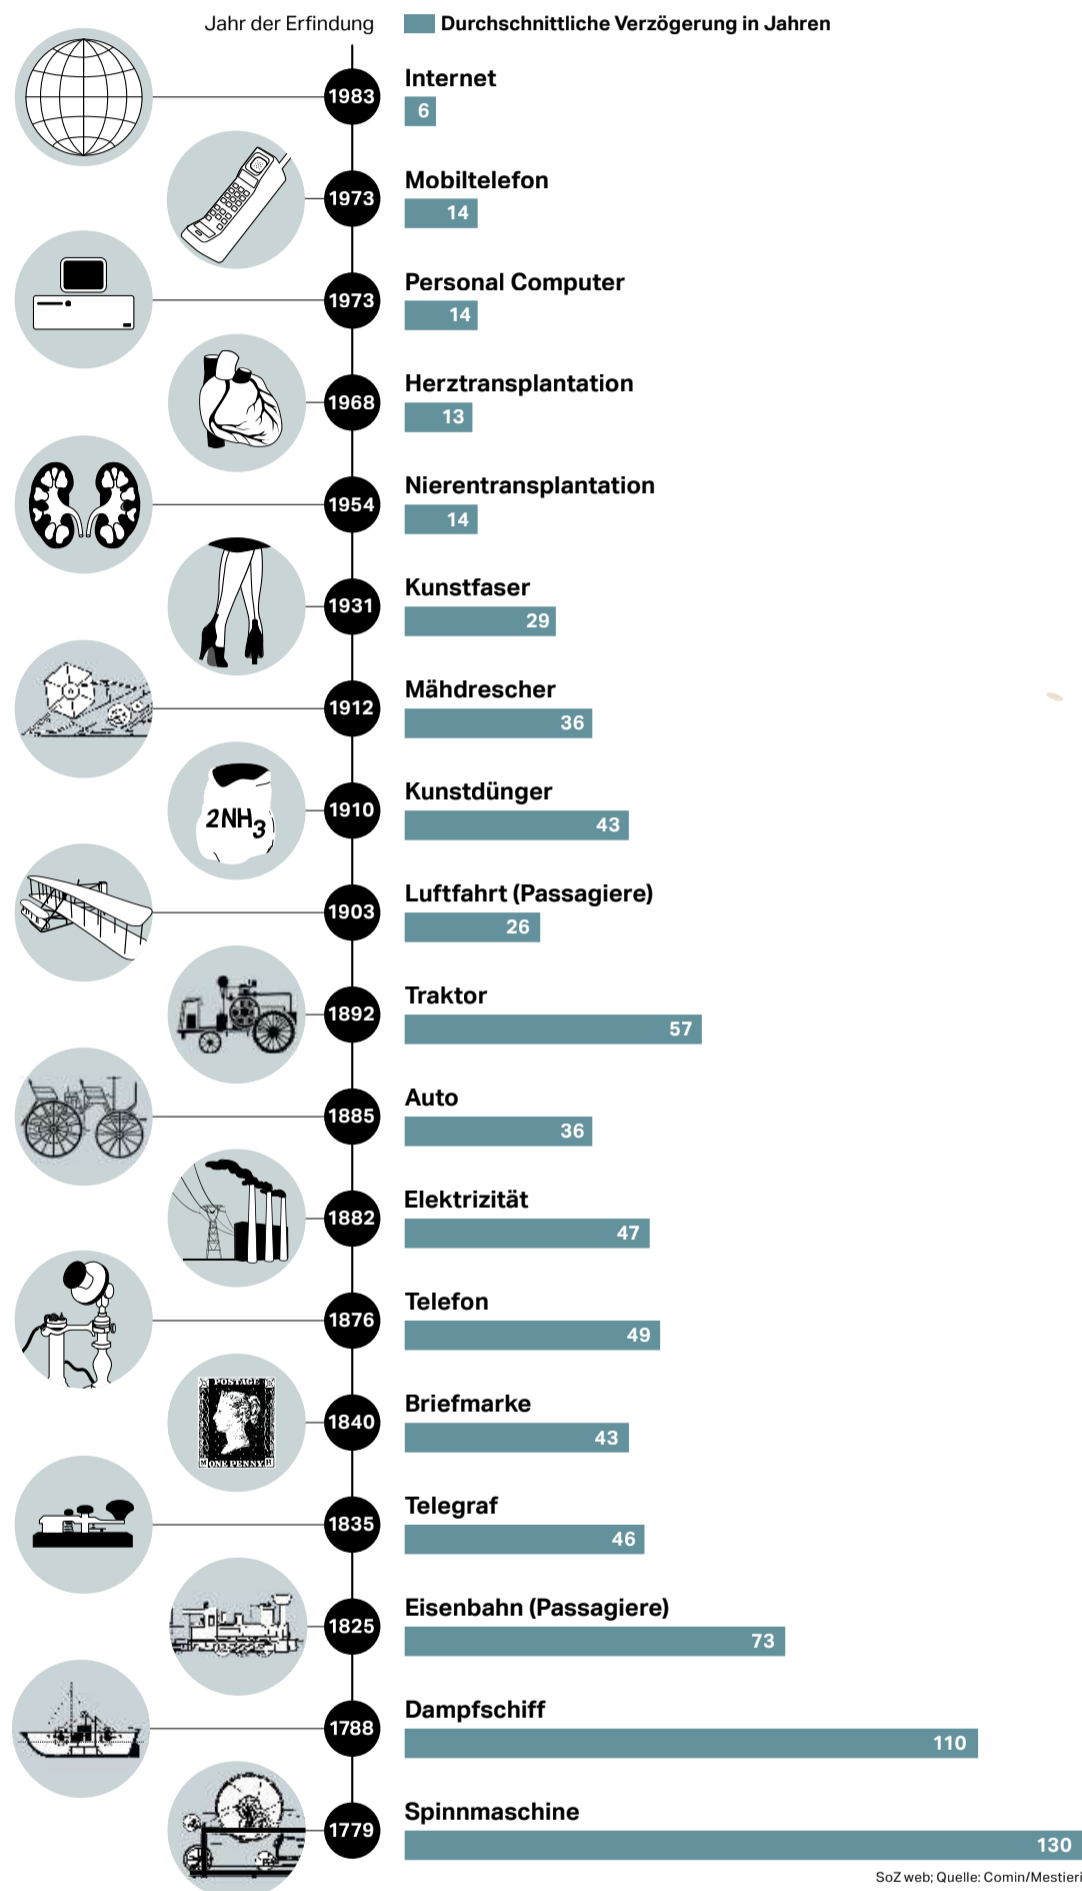 Jahr der Erfindung
Durchschnittliche Verzögerung in Jahren
1983
Internet
6
1973
Mobiltelefon
14
1973
Personal Computer
14
1968
Herztransplantation
13
1954
Nierentransplantation
14
1931
Kunstfaser
29
1912
Mähdrescher
36
2NH3
1910
Kunstdünger
43
1903
Luftfahrt (Passagiere)
26
1892
Traktor
57
1885
Auto
36
1882
Elektrizität
47
1876
Telefon
49
POSTAGE
M ONE PENNY H
1840
Briefmarke
43
1835
Telegraf
46
1825
Eisenbahn (Passagiere)
73
1788
Dampfschiff
110
1779
Spinnmaschine
130
SoZ web; Quelle: Comin/Mestieri